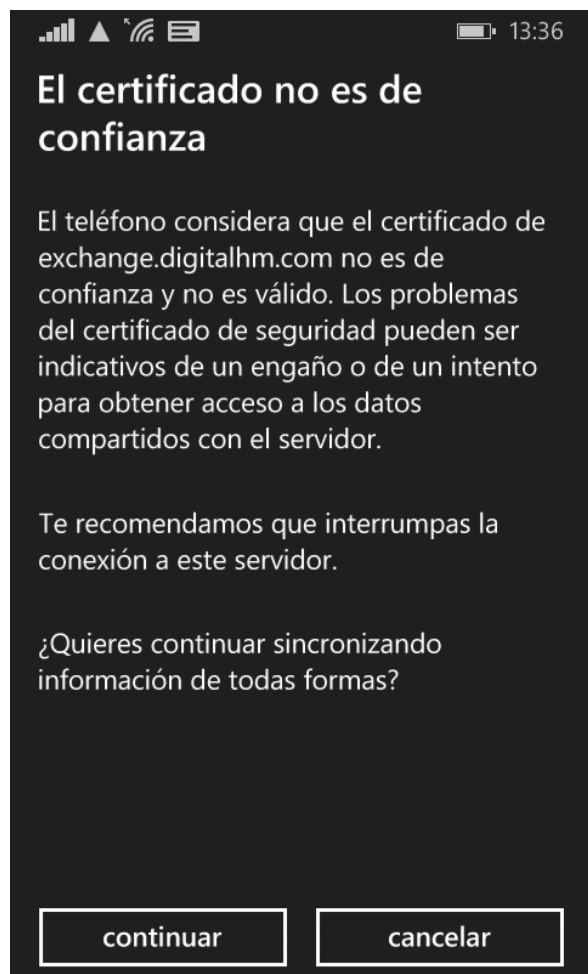 13:36
El certificado no es de
confianza
El teléfono considera que el certificado de
exchange.digitalhm.com no es de
confianza y no es válido. Los problemas
del certificado de seguridad pueden ser
indicativos de un engaño o de un intento
para obtener acceso a los datos
compartidos con el servidor.
Te recomendamos que interrumpas la
conexión a este servidor.
¿Quieres continuar sincronizando
información de todas formas?
continuar
cancelar